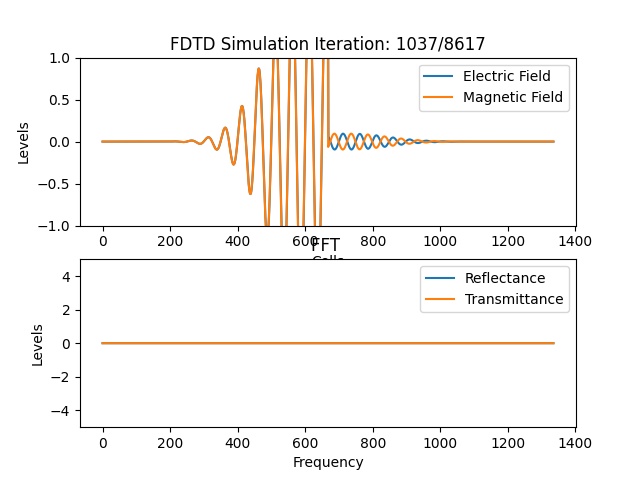 FDTD Simulation Iteration: 1037/8617
1.0
0.5
0.0
−0.5
−1.0
Levels
Electric Field
Magnetic Field
0 200 400 600 800 1000 1200 1400
Cells
FFT
4
2
0
−2
−4
Levels
Reflectance
Transmittance
0 200 400 600 800 1000 1200 1400
Frequency